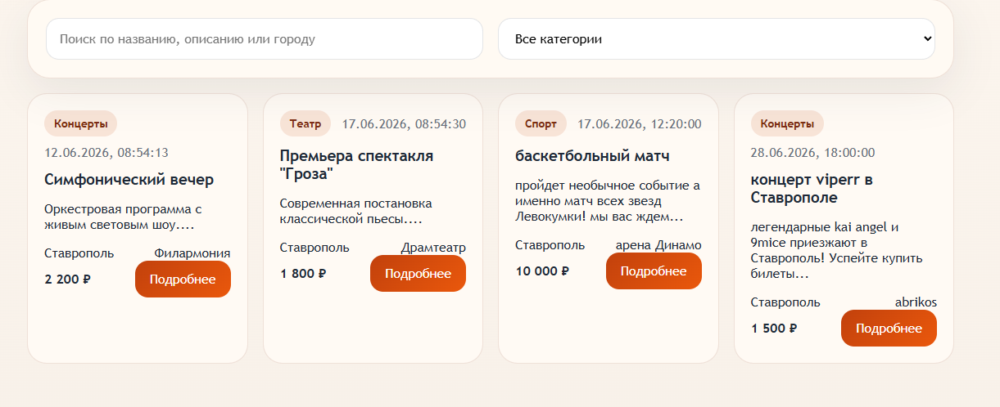 Поиск по названию, описанию или городу
Все категории
Концерты
12.06.2026, 08:54:13
Симфонический вечер
Оркестровая программа с
живым световым шоу....
Ставрополь Филармония
2 200 ₽ Подробнее
Театр 17.06.2026, 08:54:30
Премьера спектакля
"Гроза"
Современная постановка
классической пьесы....
Ставрополь Драмтеатр
1 800 ₽ Подробнее
Спорт 17.06.2026, 12:20:00
баскетбольный матч
пройдет необычное событие а
именно матч всех звезд
Левокумки! мы вас ждем...
Ставрополь арена Динамо
10 000 ₽ Подробнее
Концерты
28.06.2026, 18:00:00
концерт viperr в
Ставрополе
легендарные kai angel и
9mice приезжают в
Ставрополь! Успейте купить
билеты...
Ставрополь abrikos
1 500 ₽ Подробнее